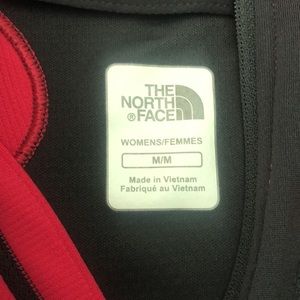 THE
NORTH
®FACE
WOMENS/FEMMES
M/M
Made in Vietnam
Fabriqué au Vietnam